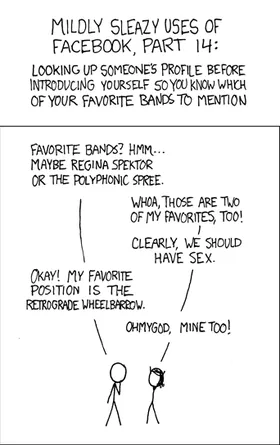 MILDLY SLEAZY USES OF
FACEBOOK, PART 14:
LOOKING UP SOMEONE'S PROFILE BEFORE
INTRODUCING YOURSELF SO YOU KNOW WHICH
OF YOUR FAVORITE BANDS TO MENTION
FAVORITE BANDS? HMM...
MAYBE REGINA SPEKTOR
OR THE POLYPHONIC SPREE.
WHOA, THOSE ARE TWO
OF MY FAVORITES, TOO!
CLEARLY, WE SHOULD
HAVE SEX.
OKAY! MY FAVORITE
POSITION IS THE
RETROGRADE WHEELBARROW.
OHMYGOD, MINE TOO!